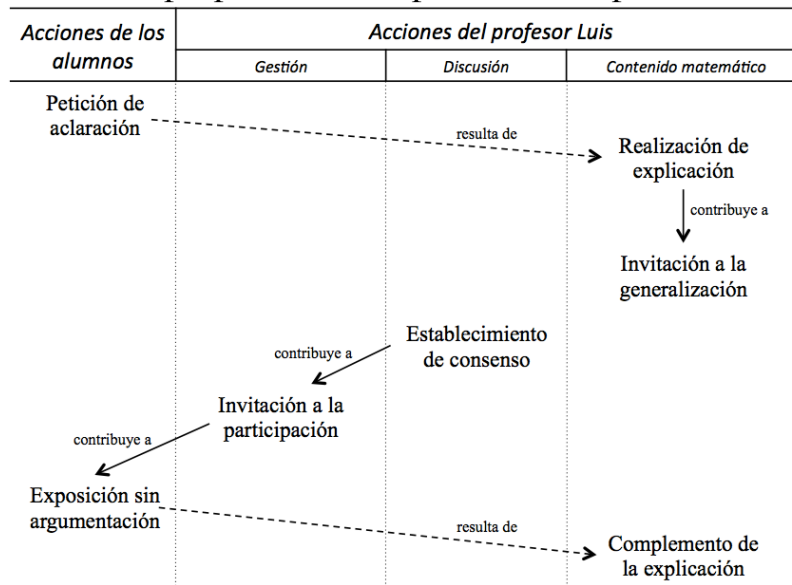 Acciones de los
alumnos
Acciones del profesor Luis
Gestión
Discusión
Contenido matemático
Petición de
aclaración
resulta de
Realización de
explicación
contribuye a
Invitación a la
generalización
Establecimiento
de consenso
contribuye a
Invitación a la
participación
contribuye a
Exposición sin
argumentación
resulta de
Complemento de
la explicación